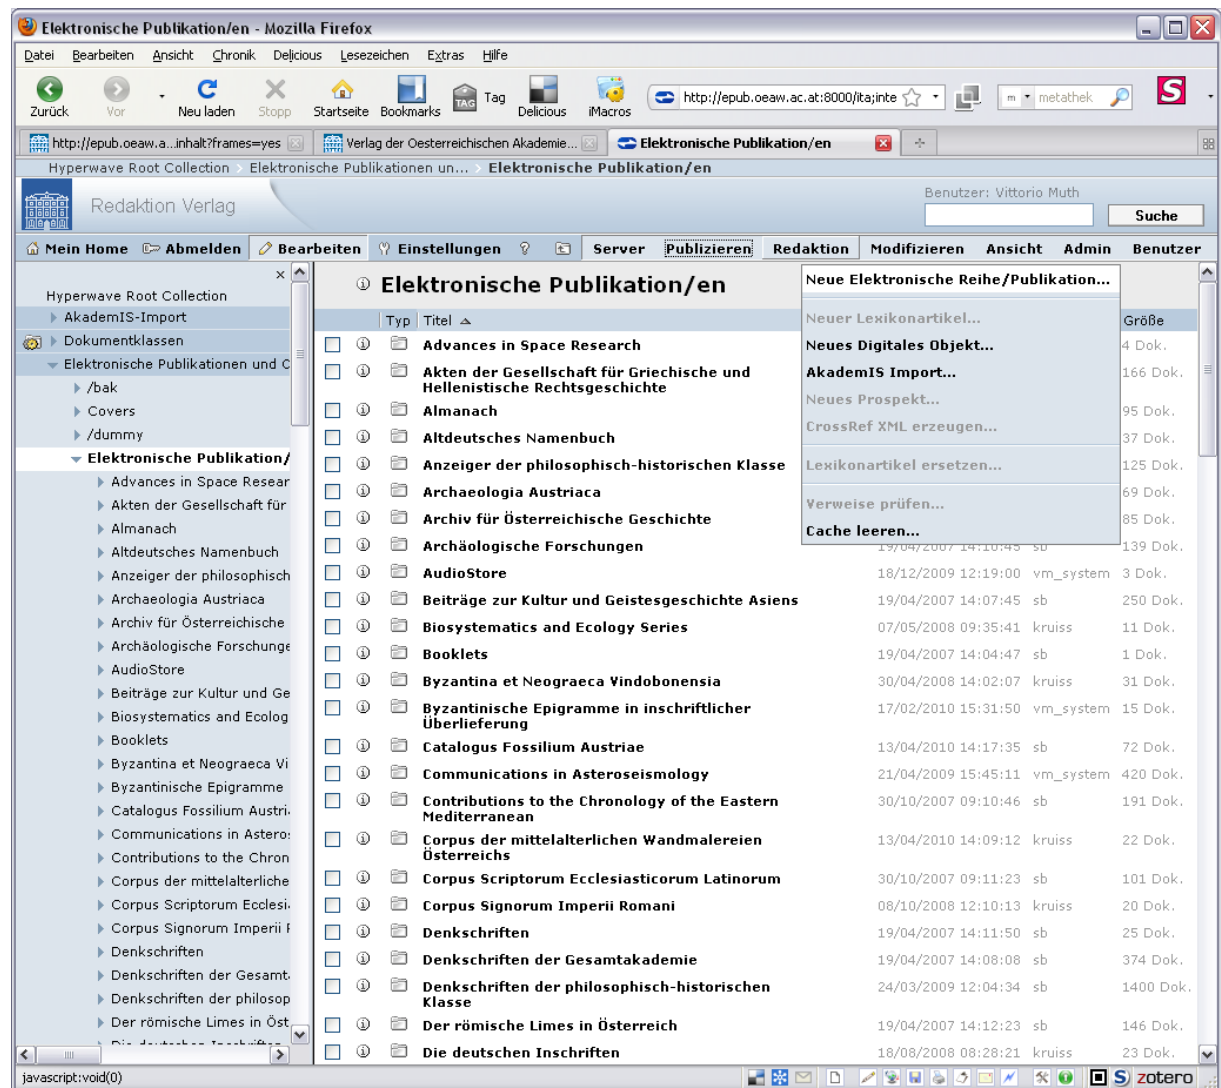 Elektronische Publikation/en - Mozilla Firefox
Datei Bearbeiten Ansicht Chronik Delicious Lesezeichen Extras Hilfe
Zurück Vor Neu laden Stopp Startseite Bookmarks TAG Tag Delicious iMacros http://epub.oeaw.ac.at:8000/ita;inte m metathek S
http://epub.oeaw.a...inhalt?frames=yes Verlag der Oesterreichischen Akademie... Elektronische Publikation/en
Hyperwave Root Collection > Elektronische Publikationen un... > Elektronische Publikation/en
Redaktion Verlag
Benutzer: Vittorio Muth
Suche
Mein Home Abmelden Bearbeiten Einstellungen ? Server Publizieren Redaktion Modifizieren Ansicht Admin Benutzer
Hyperwave Root Collection
AkademIS-Import
Dokumentklassen
Elektronische Publikationen und C
/bak
Covers
/dummy
Elektronische Publikation/
Advances in Space Resear
Akten der Gesellschaft für
Almanach
Altdeutsches Namenbuch
Anzeiger der philosophisch
Archaeologia Austriaca
Archiv für Österreichische
Archäologische Forschunge
AudioStore
Beiträge zur Kultur und Ge
Biosystematics and Ecolog
Booklets
Byzantina et Neograeca Vi
Byzantinische Epigramme
Catalogus Fossilium Austri
Communications in Astero
Contributions to the Chron
Corpus der mittelalterliche
Corpus Scriptorum Ecclesi
Corpus Signorum Imperii
Denkschriften
Denkschriften der Gesamt
Denkschriften der philosop
Der römische Limes in Öst
Elektronische Publikation/en
Typ Titel Größe
Neue Elektronische Reihe/Publikation...
Neuer Lexikonartikel...
Neues Digitales Objekt...
AkademIS Import...
Neues Prospekt...
CrossRef XML erzeugen...
Lexikonartikel ersetzen...
Verweise prüfen...
Cache leeren...
Advances in Space Research 4 Dok.
Akten der Gesellschaft für Griechische und 166 Dok.
Hellenistische Rechtsgeschichte
Almanach 95 Dok.
Altdeutsches Namenbuch 37 Dok.
Anzeiger der philosophisch-historischen Klasse 125 Dok.
Archaeologia Austriaca 69 Dok.
Archiv für Österreichische Geschichte 85 Dok.
Archäologische Forschungen 19/04/2007 14:10:45 sb 139 Dok.
AudioStore 18/12/2009 12:19:00 vm_system 3 Dok.
Beiträge zur Kultur und Geistesgeschichte Asiens 19/04/2007 14:07:45 sb 250 Dok.
Biosystematics and Ecology Series 07/05/2008 09:35:41 kruiss 11 Dok.
Booklets 19/04/2007 14:04:47 sb 1 Dok.
Byzantina et Neograeca Vindobonensia 30/04/2008 14:02:07 kruiss 31 Dok.
Byzantinische Epigramme in inschriftlicher 17/02/2010 15:31:50 vm_system 15 Dok.
Überlieferung
Catalogus Fossilium Austriae 13/04/2010 14:17:35 sb 72 Dok.
Communications in Asteroseismology 21/04/2009 15:45:11 vm_system 420 Dok.
Contributions to the Chronology of the Eastern 30/10/2007 09:10:46 sb 191 Dok.
Mediterranean
Corpus der mittelalterlichen Wandmalereien 13/04/2010 14:09:12 kruiss 22 Dok.
Österreichs
Corpus Scriptorum Ecclesiasticorum Latinorum 30/10/2007 09:11:23 sb 101 Dok.
Corpus Signorum Imperii Romani 08/10/2008 12:10:13 kruiss 20 Dok.
Denkschriften 19/04/2007 14:11:50 sb 25 Dok.
Denkschriften der Gesamtakademie 19/04/2007 14:08:08 sb 374 Dok.
Denkschriften der philosophisch-historischen 24/03/2009 12:04:34 sb 1400 Dok.
Klasse
Der römische Limes in Österreich 19/04/2007 14:12:23 sb 146 Dok.
Die deutschen Inschriften 18/08/2008 08:28:21 kruiss 23 Dok.
javascript:void(0) S zotero